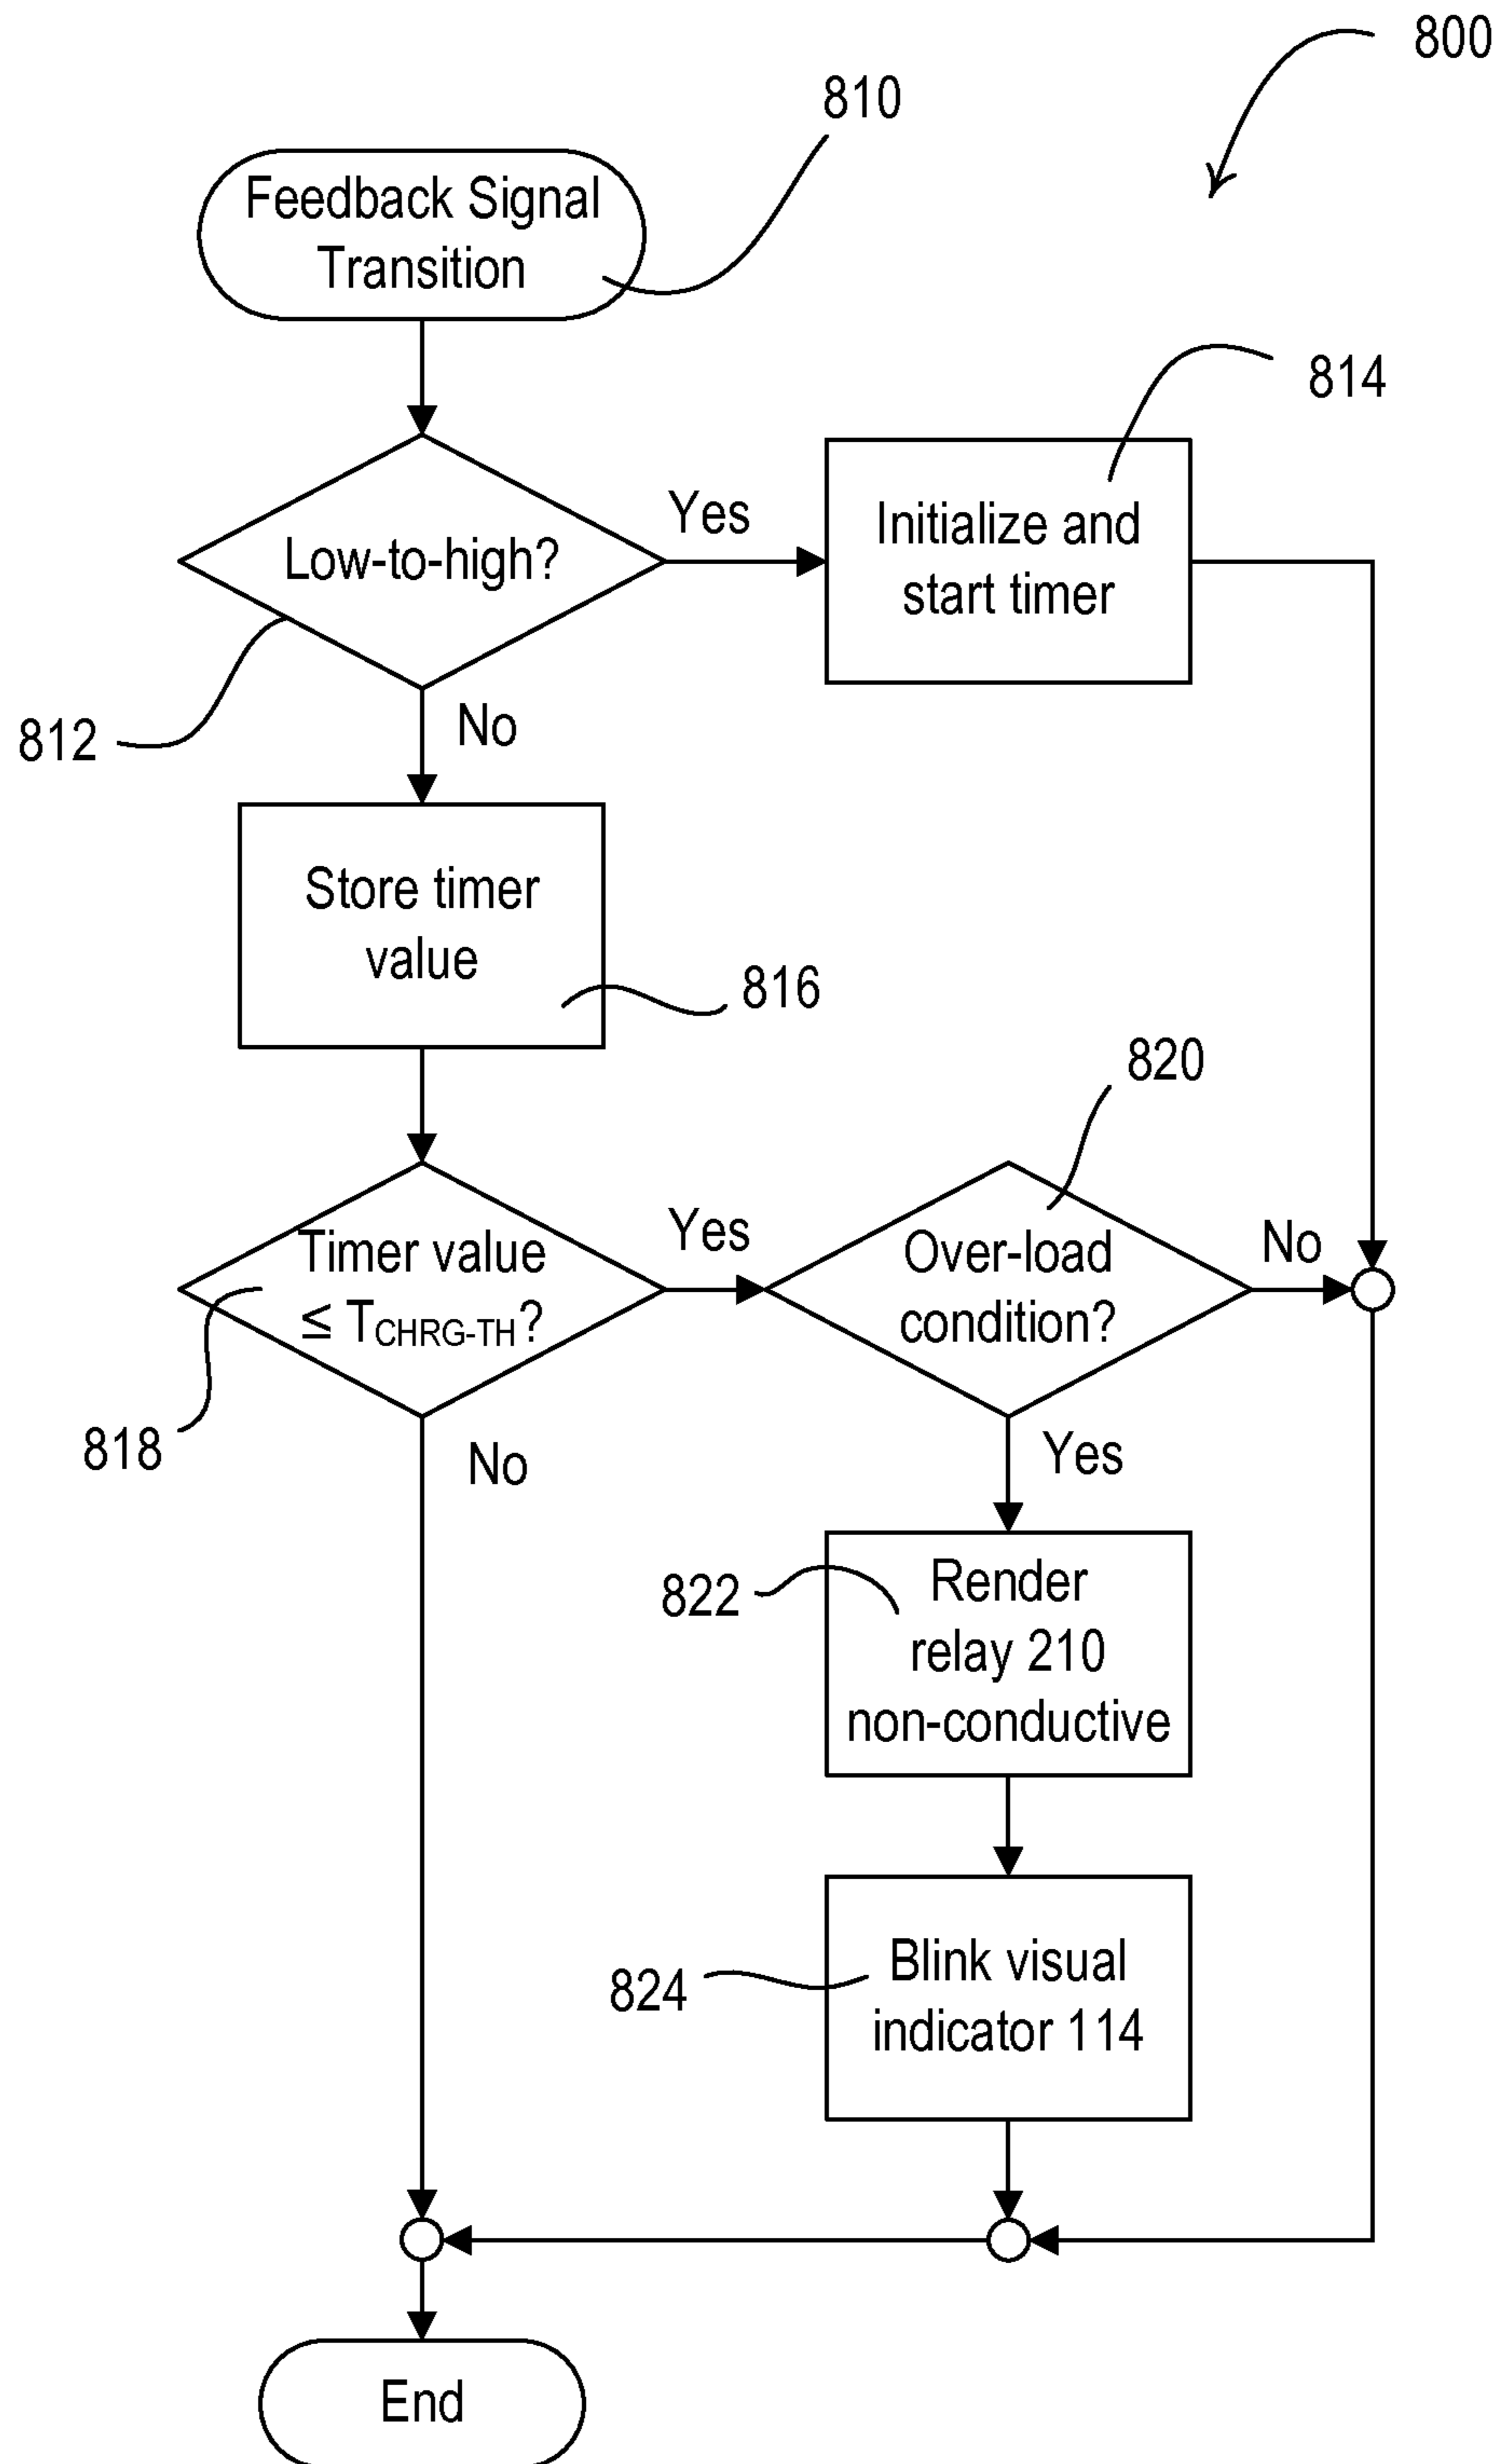 800
810
Feedback Signal
Transition
814
Low-to-high?
Yes
Initialize and
start timer
812
No
Store timer
value
816
820
Timer value
≤ TCHRG-TH?
Yes
Over-load
condition?
No
818
No
Yes
822
Render
relay 210
non-conductive
824
Blink visual
indicator 114
End